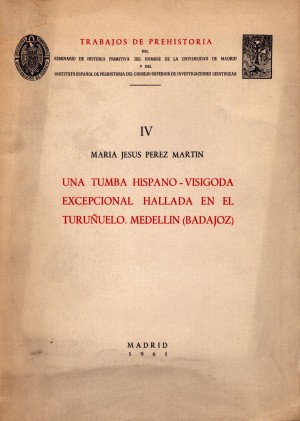 TRABAJOS DE PREHISTORIA
DEL
SEMINARIO DE HISTORIA PRIMITIVA DEL HOMBRE DE LA UNIVERSIDAD DE MADRID
Y DEL
INSTITUTO ESPAÑOL DE PREHISTORIA DEL CONSEJO SUPERIOR DE INVESTIGACIONES CIENTIFICAS
IV
MARIA JESUS PEREZ MARTIN
UNA TUMBA HISPANO-VISIGODA
EXCEPCIONAL HALLADA EN EL
TURUÑUELO. MEDELLIN (BADAJOZ)
MADRID
1961